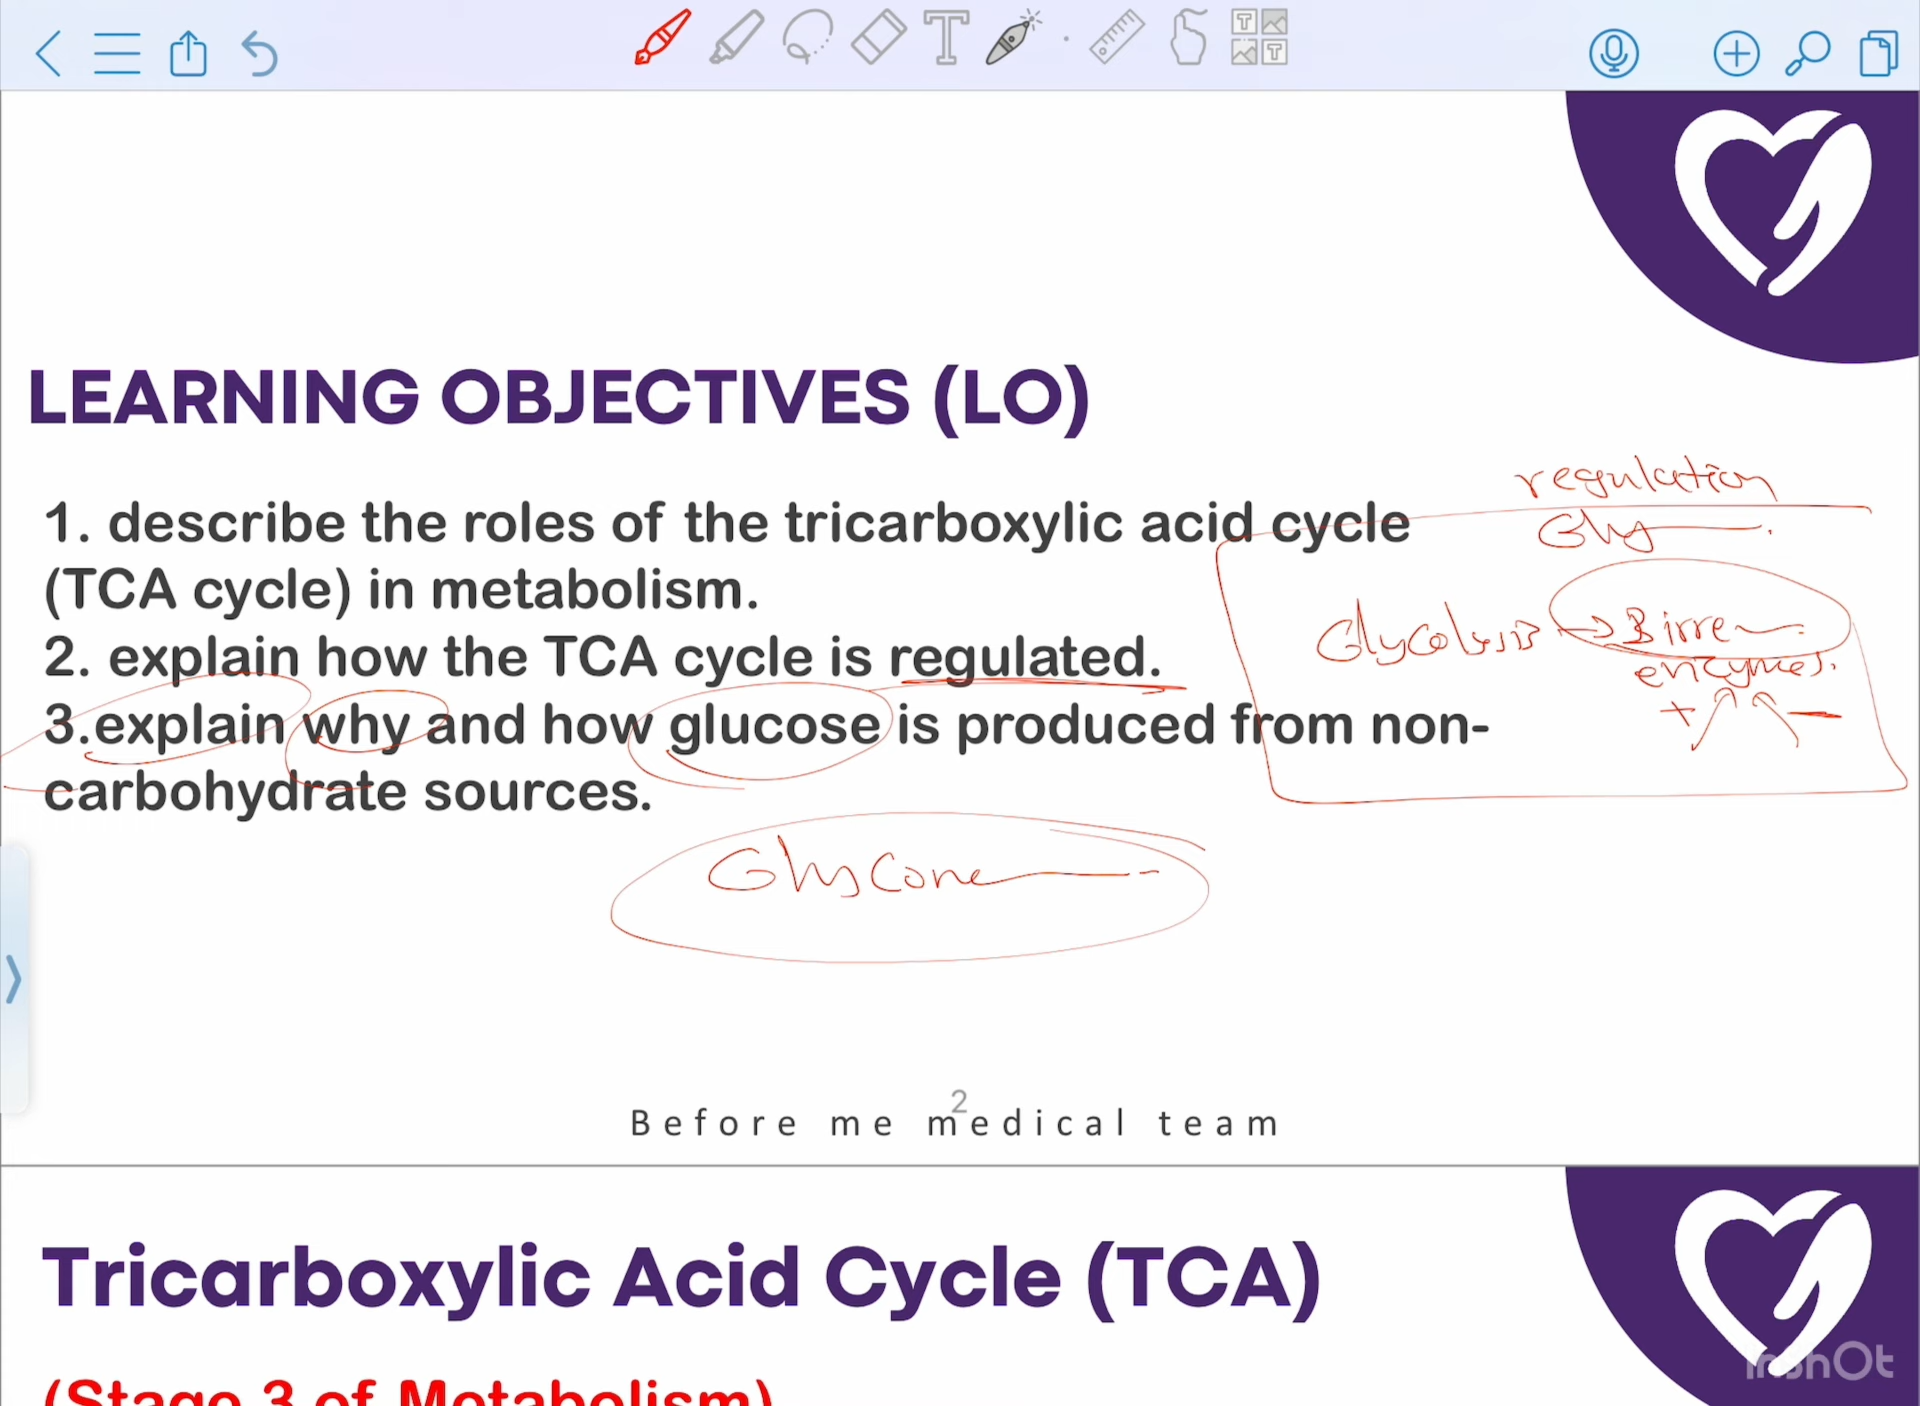 LEARNING OBJECTIVES (LO)
regulation
Gly
1. describe the roles of the tricarboxylic acid cycle
(TCA cycle) in metabolism.
Glycolysis → 3 irre
enzymes.
+ −
2. explain how the TCA cycle is regulated.
3.explain why and how glucose is produced from non-
carbohydrate sources.
Glycone
2
Before me medical team
Tricarboxylic Acid Cycle (TCA)
(Stage 3 of Metabolism)